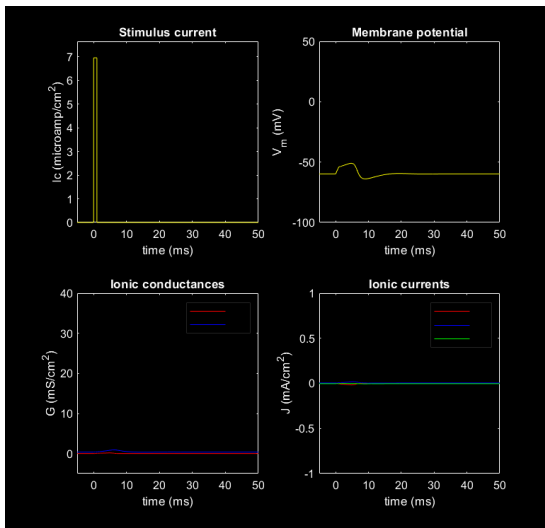 Stimulus current
Ic (microamp/cm²)
7
6
5
4
3
2
1
0
0 10 20 30 40 50
time (ms)
Membrane potential
Vₘ (mV)
50
0
-50
-100
0 10 20 30 40 50
time (ms)
Ionic conductances
G (mS/cm²)
40
30
20
10
0
0 10 20 30 40 50
time (ms)
Ionic currents
J (mA/cm²)
1
0.5
0
-0.5
-1
0 10 20 30 40 50
time (ms)